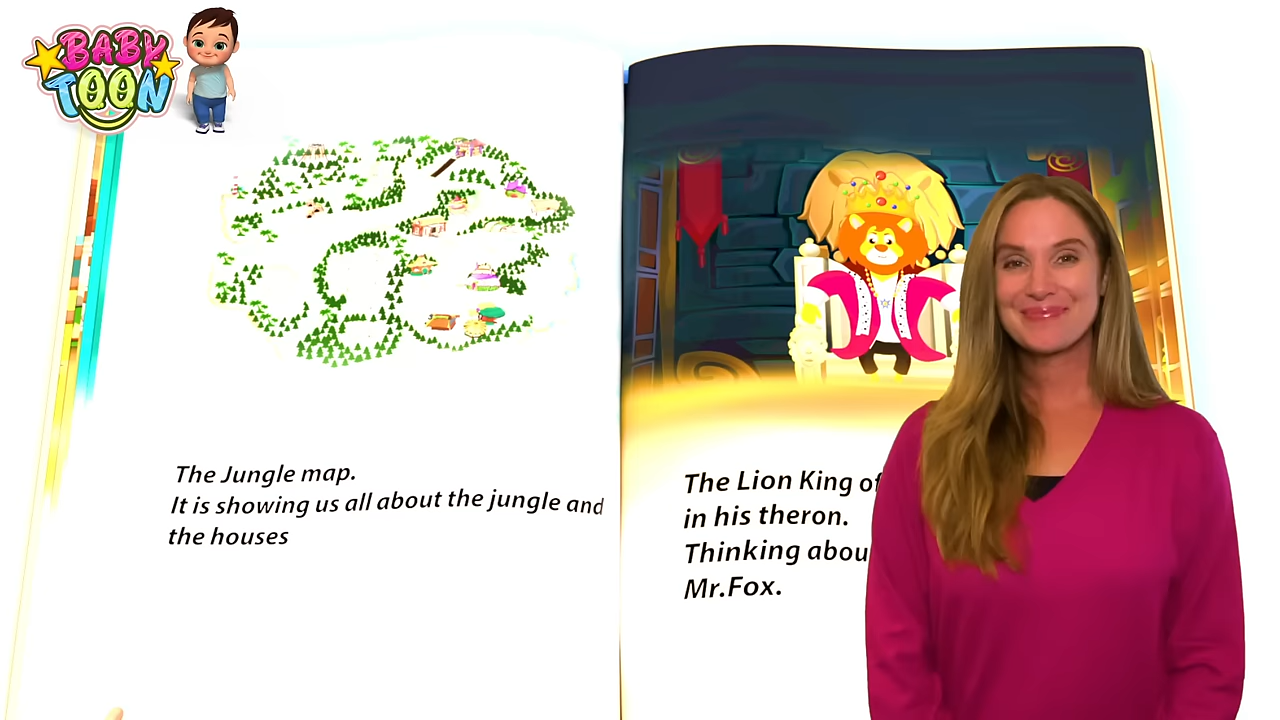 BABY
TOON
The Jungle map.
It is showing us all about the jungle and
the houses
The Lion King of
in his theron.
Thinking
Mr.Fox.